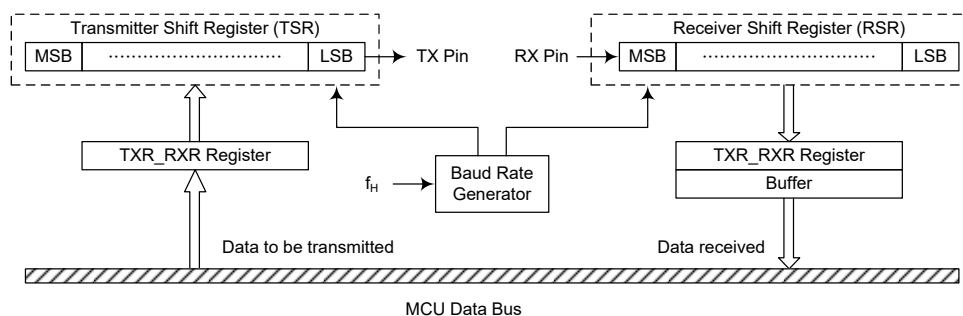 Transmitter Shift Register (TSR)
MSB ................................ LSB
TX Pin
RX Pin
Receiver Shift Register (RSR)
MSB ................................ LSB
TXR_RXR Register
fH
Baud Rate
Generator
TXR_RXR Register
Buffer
Data to be transmitted
Data received
MCU Data Bus